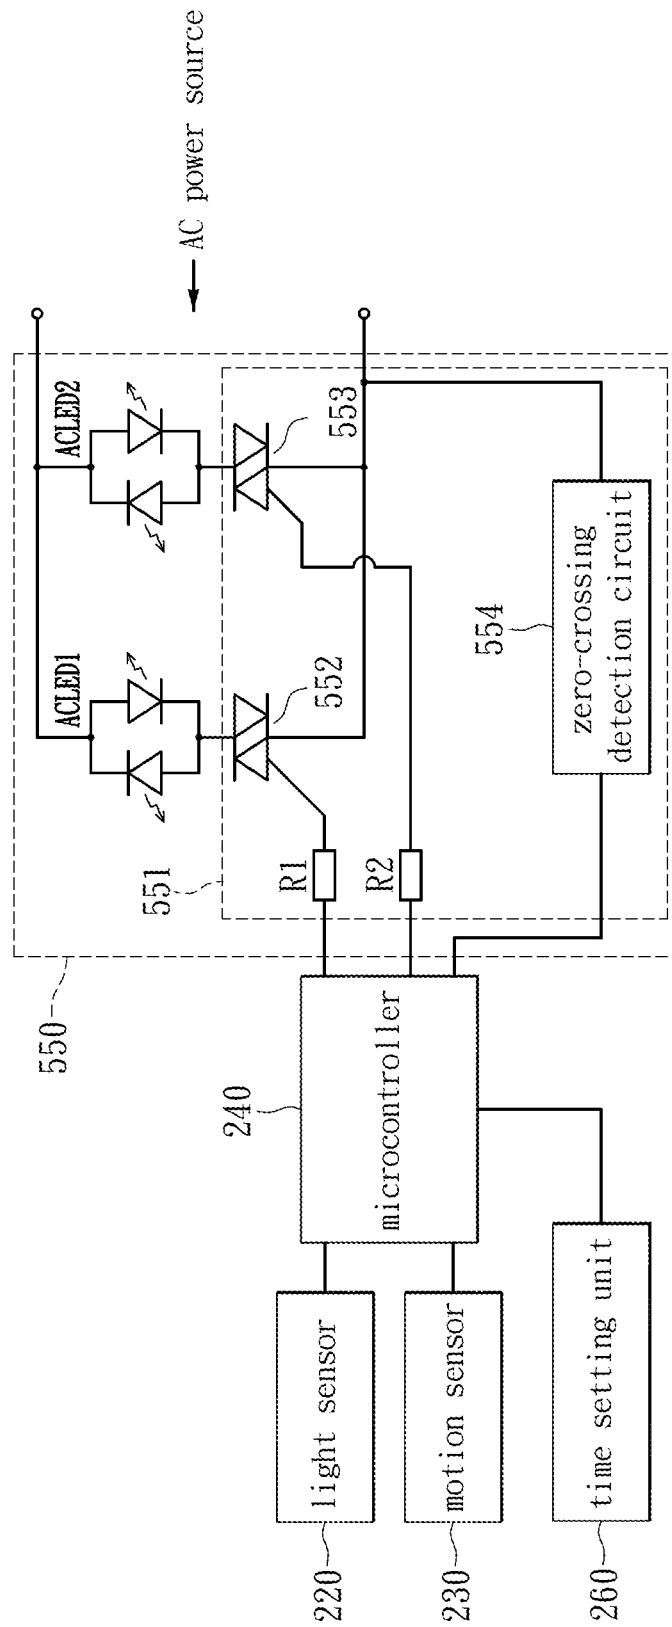 550
ACLED1
ACLED2
AC power source
551
552
553
R1
R2
240
microcontroller
554
zero-crossing
detection circuit
220
light sensor
230
motion sensor
260
time setting unit